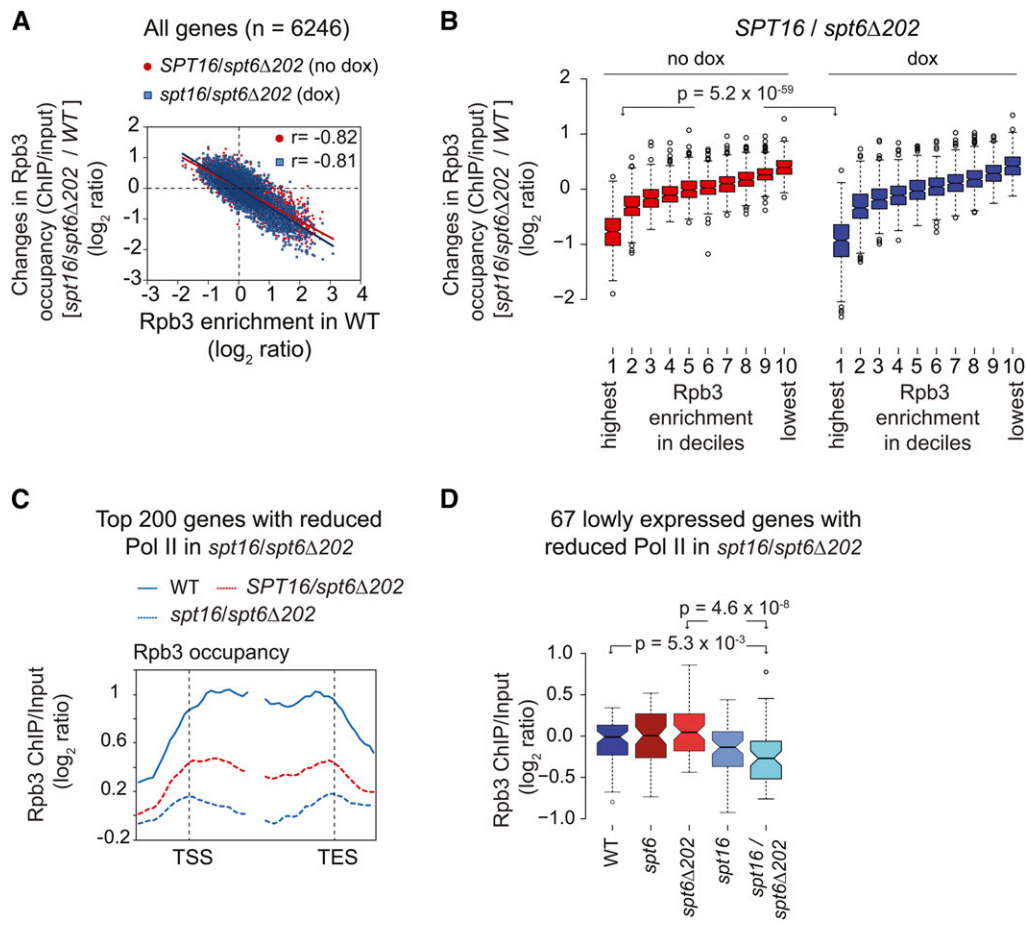 A
All genes (n = 6246)
SPT16/spt6Δ202 (no dox)
spt16/spt6Δ202 (dox)
r= -0.82
r= -0.81
2
1
0
-1
-2
-3
-3 -2 -1 0 1 2 3 4
Changes in Rpb3
occupancy (ChIP/input)
[spt16/spt6Δ202 / WT]
(log2 ratio)
Rpb3 enrichment in WT
(log2 ratio)
B
SPT16 / spt6Δ202
no dox
dox
p = 5.2 x 10-59
2
1
0
−1
−2
Changes in Rpb3
occupancy (ChIP/input)
[spt16/spt6Δ202 / WT]
(log2 ratio)
1 2 3 4 5 6 7 8 9 10
1 2 3 4 5 6 7 8 9 10
highest
Rpb3
enrichment
in deciles
lowest
highest
Rpb3
enrichment
in deciles
lowest
C
Top 200 genes with reduced
Pol II in spt16/spt6Δ202
WT
SPT16/spt6Δ202
spt16/spt6Δ202
Rpb3 occupancy
1
0.6
0.2
-0.2
Rpb3 ChIP/Input
(log2 ratio)
TSS
TES
D
67 lowly expressed genes with
reduced Pol II in spt16/spt6Δ202
p = 4.6 x 10-8
p = 5.3 x 10-3
1.0
0.5
0.0
−0.5
−1.0
Rpb3 ChIP/Input
(log2 ratio)
WT
spt6
spt6Δ202
spt16
spt16 /
spt6Δ202